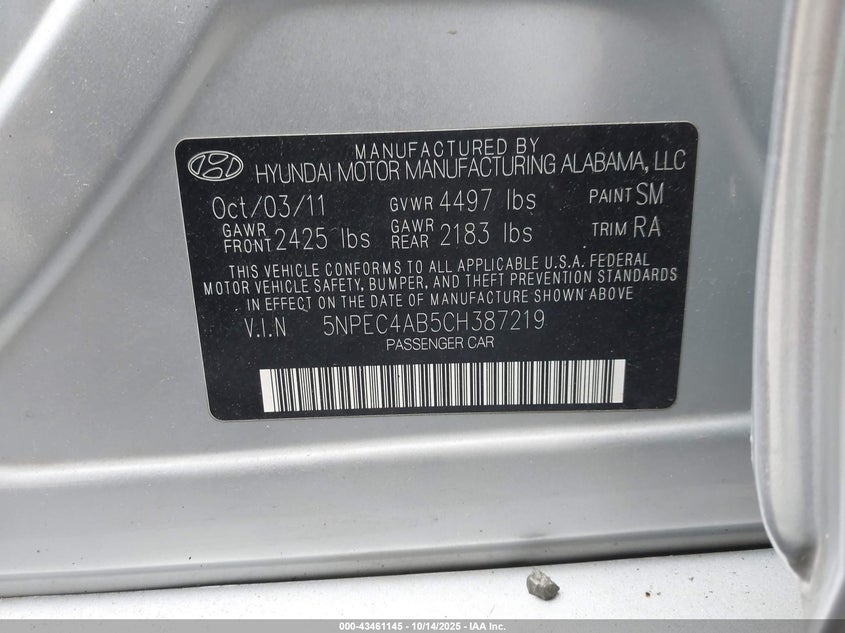 MANUFACTURED BY
HYUNDAI MOTOR MANUFACTURING ALABAMA, LLC
Oct/03/11 GVWR 4497 lbs PAINT SM
GAWR FRONT 2425 lbs GAWR REAR 2183 lbs TRIM RA
THIS VEHICLE CONFORMS TO ALL APPLICABLE U.S.A. FEDERAL
MOTOR VEHICLE SAFETY, BUMPER, AND THEFT PREVENTION STANDARDS
IN EFFECT ON THE DATE OF MANUFACTURE SHOWN ABOVE
V.I.N 5NPEC4AB5CH387219
PASSENGER CAR
000-43461145 - 10/14/2025 - IAA Inc.